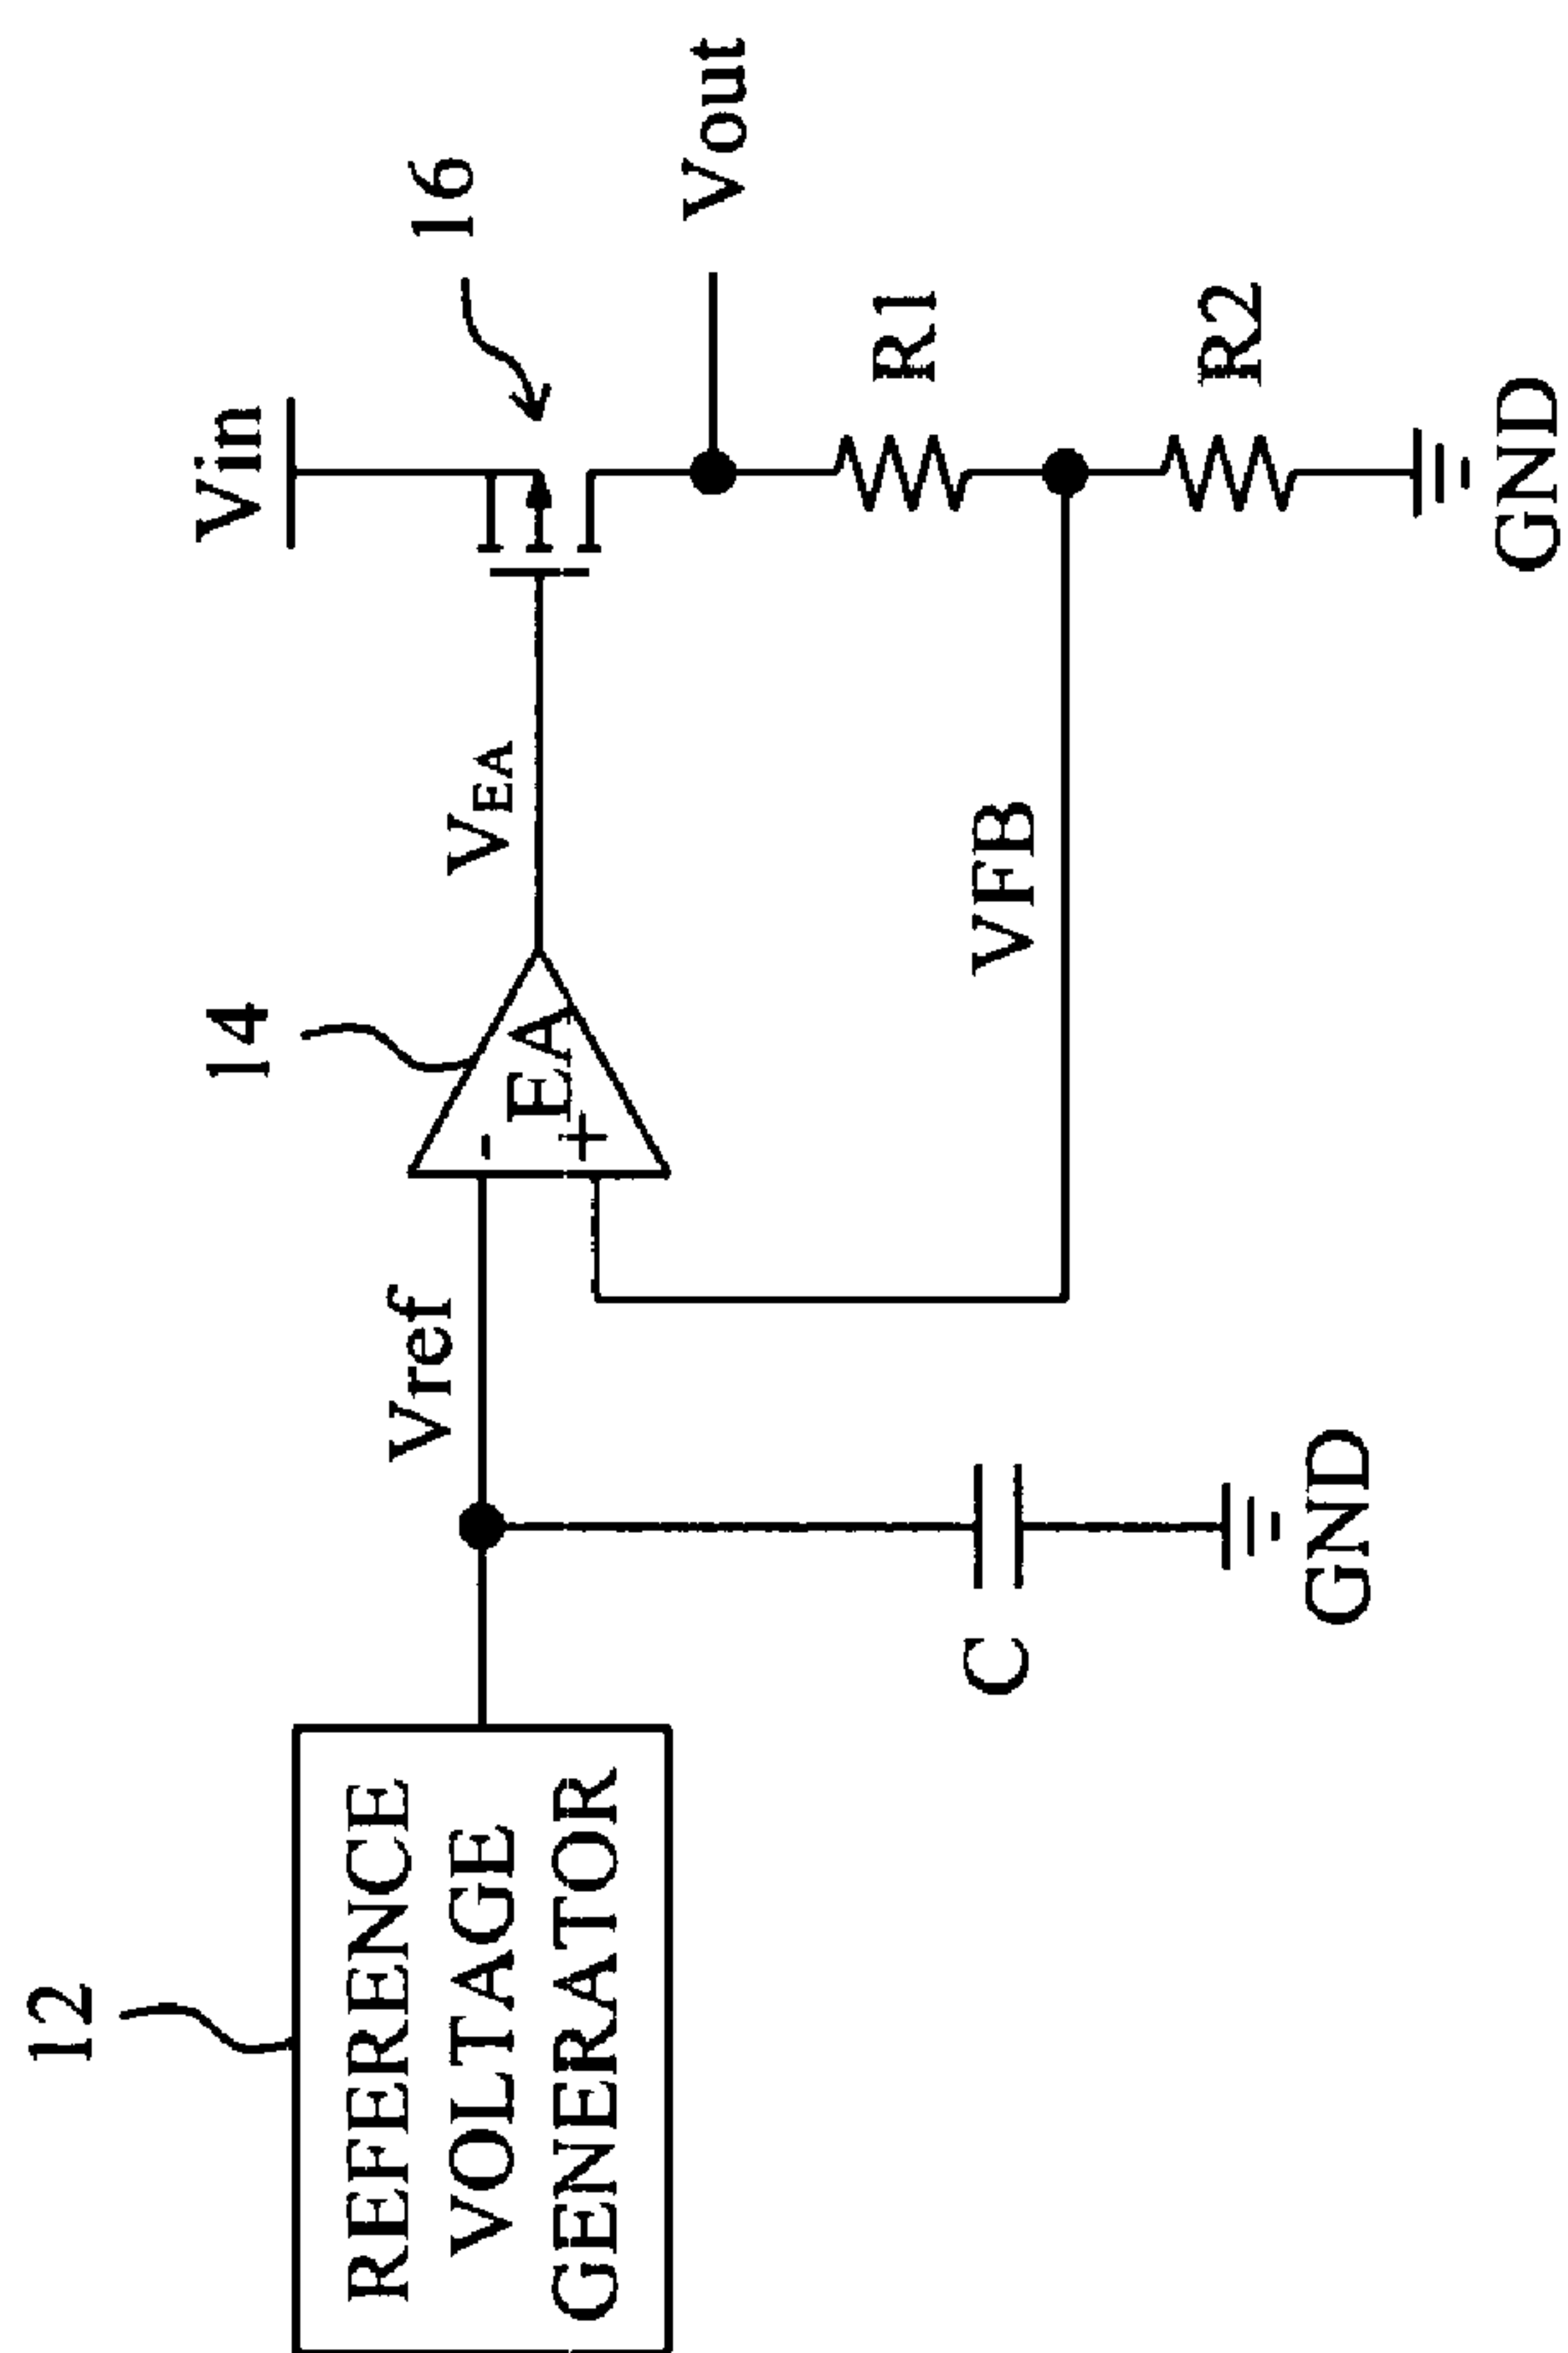 12
REFERENCE
VOLTAGE
GENERATOR
Vref
C
GND
14
EA
-
+
VEA
VFB
Vin
16
Vout
R1
R2
GND